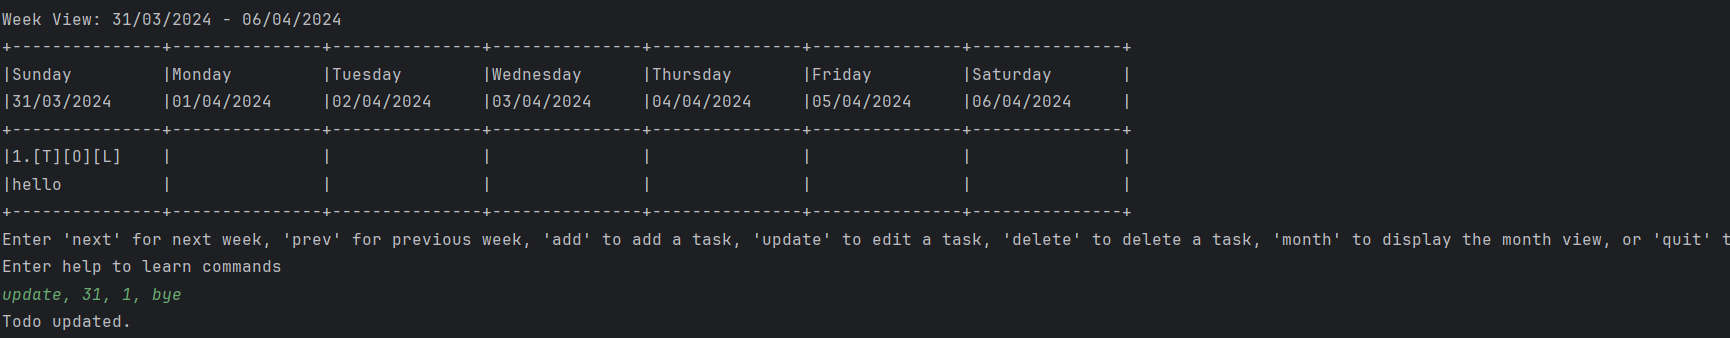 Week View: 31/03/2024 - 06/04/2024
+---------------+---------------+---------------+---------------+---------------+---------------+---------------+
|Sunday         |Monday         |Tuesday        |Wednesday      |Thursday       |Friday         |Saturday       |
|31/03/2024     |01/04/2024     |02/04/2024     |03/04/2024     |04/04/2024     |05/04/2024     |06/04/2024     |
+---------------+---------------+---------------+---------------+---------------+---------------+---------------+
|1.[T][O][L]    |               |               |               |               |               |               |
|hello          |               |               |               |               |               |               |
+---------------+---------------+---------------+---------------+---------------+---------------+---------------+
Enter 'next' for next week, 'prev' for previous week, 'add' to add a task, 'update' to edit a task, 'delete' to delete a task, 'month' to display the month view, or 'quit' t
Enter help to learn commands
update, 31, 1, bye
Todo updated.